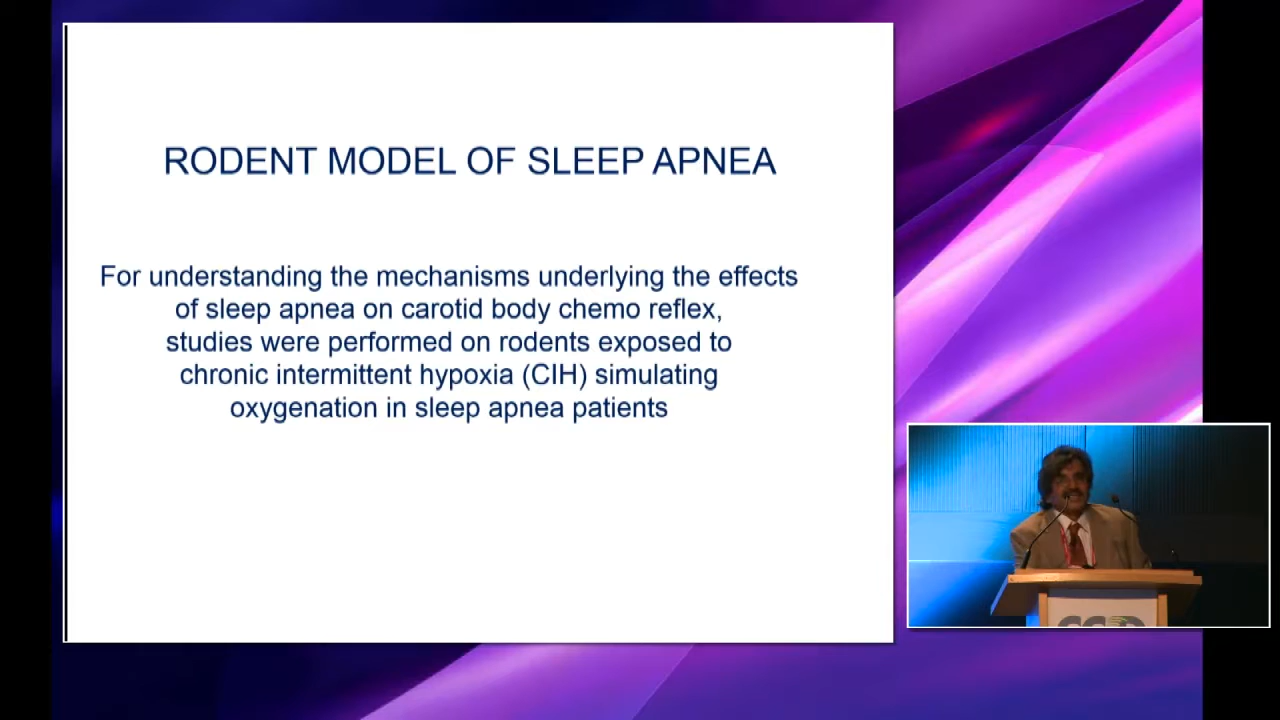 RODENT MODEL OF SLEEP APNEA
For understanding the mechanisms underlying the effects
of sleep apnea on carotid body chemo reflex,
studies were performed on rodents exposed to
chronic intermittent hypoxia (CIH) simulating
oxygenation in sleep apnea patients